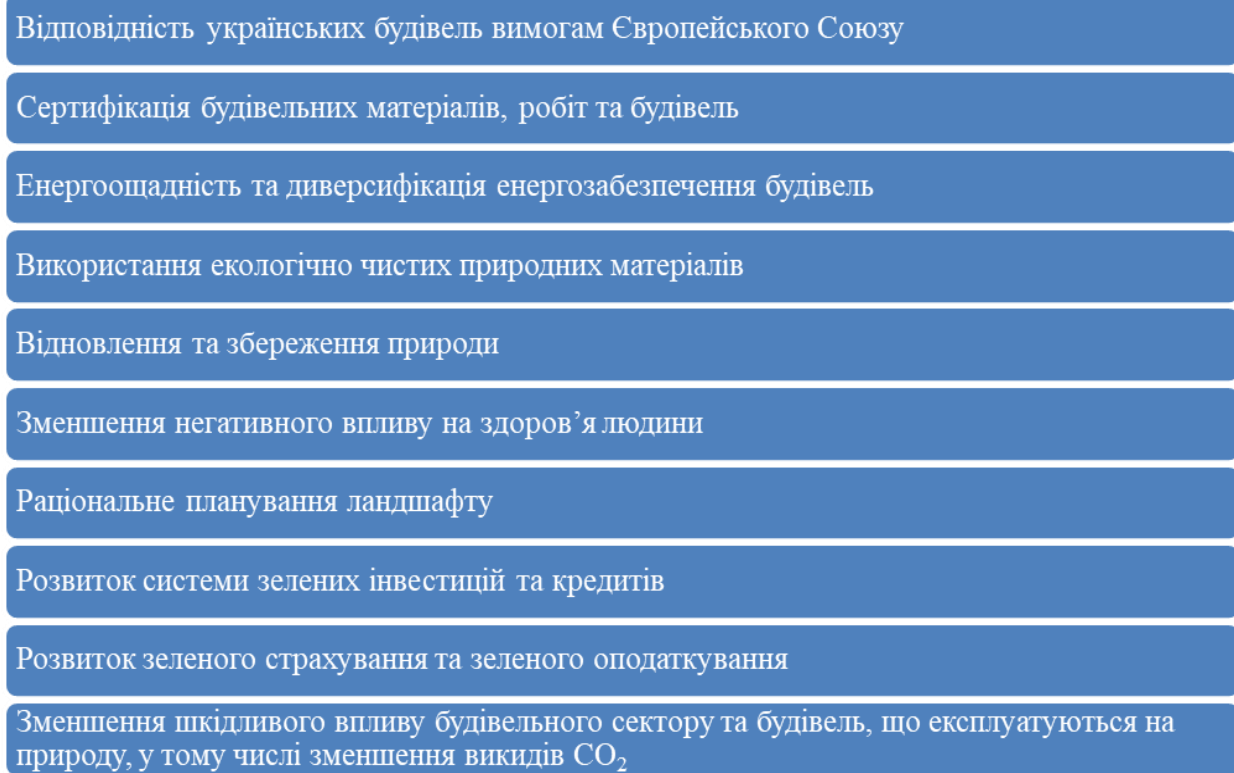 Відповідність українських будівель вимогам Європейського Союзу
Сертифікація будівельних матеріалів, робіт та будівель
Енергоощадність та диверсифікація енергозабезпечення будівель
Використання екологічно чистих природних матеріалів
Відновлення та збереження природи
Зменшення негативного впливу на здоров’я людини
Раціональне планування ландшафту
Розвиток системи зелених інвестицій та кредитів
Розвиток зеленого страхування та зеленого оподаткування
Зменшення шкідливого впливу будівельного сектору та будівель, що експлуатуються на
природу, у тому числі зменшення викидів CO₂